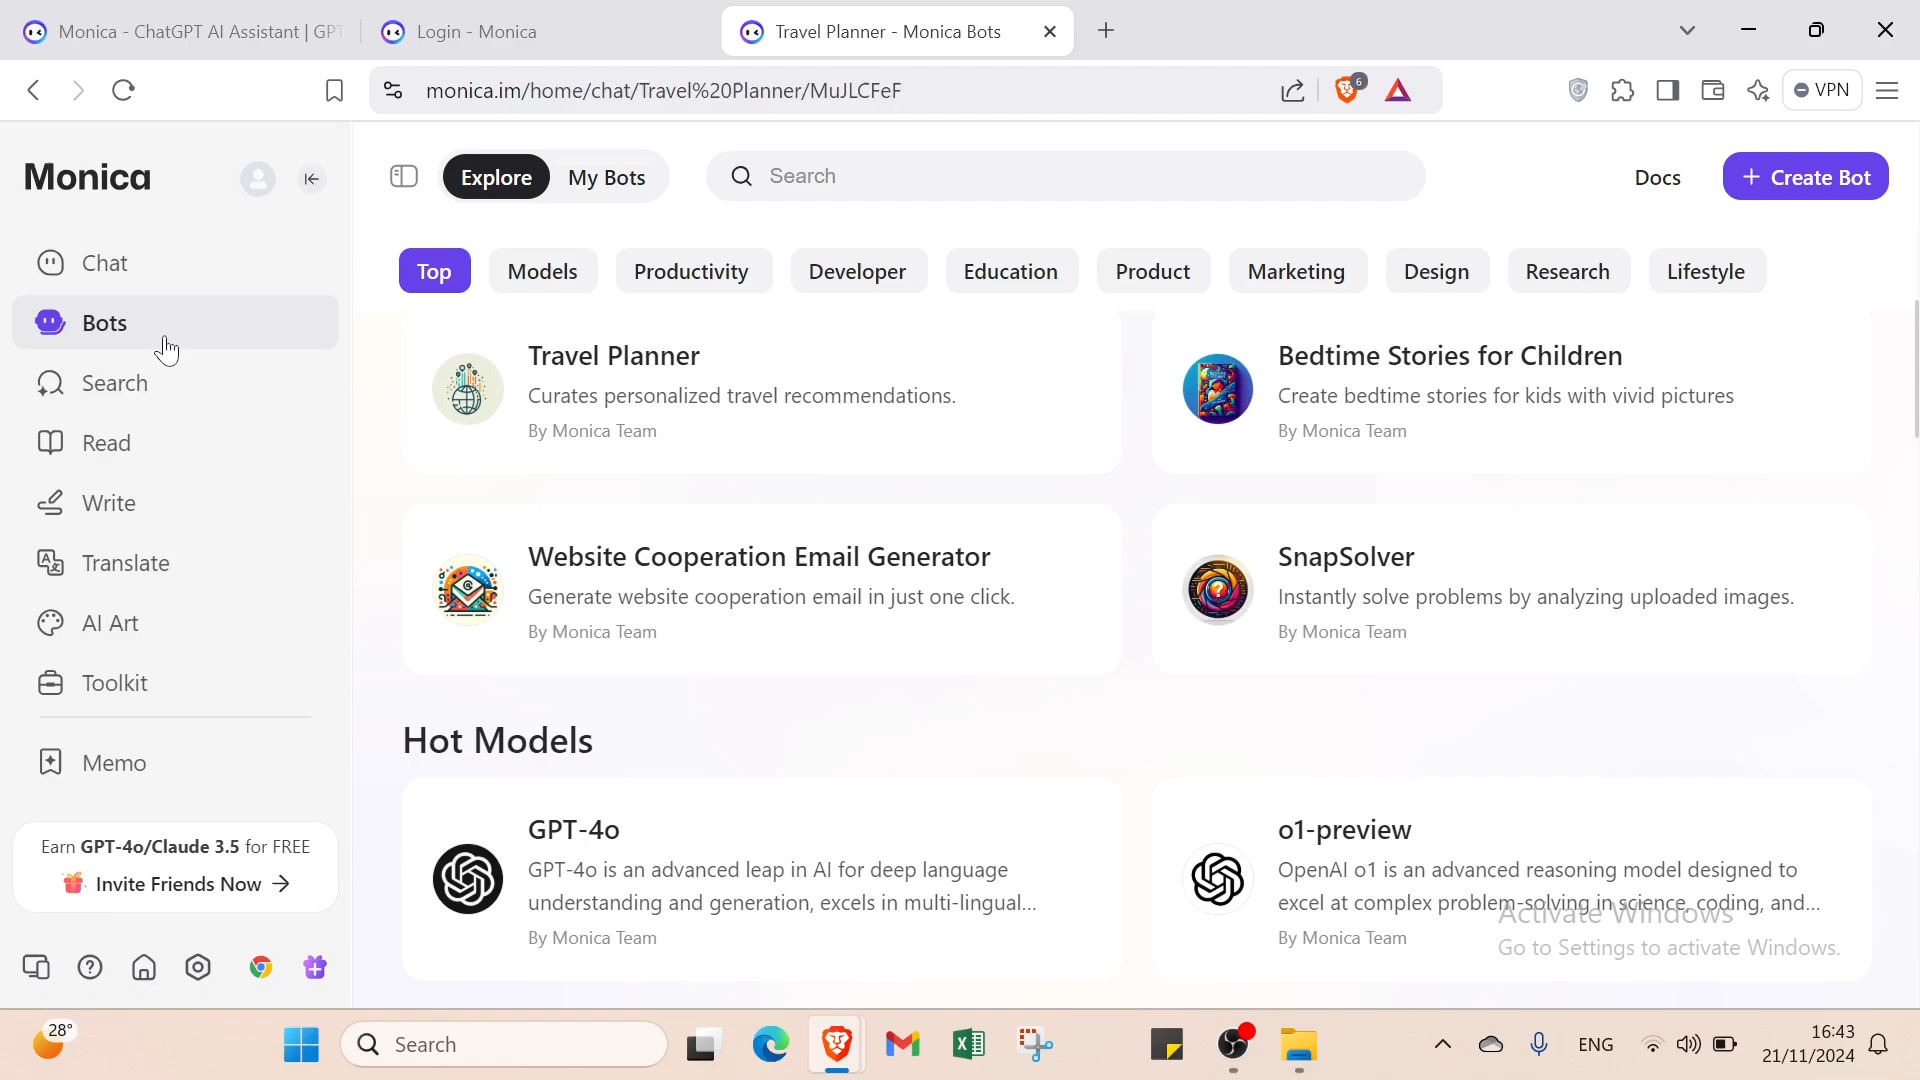 Monica - ChatGPT AI Assistant | GPT
Login - Monica
Travel Planner - Monica Bots
monica.im/home/chat/Travel%20Planner/MuJLCFeF
6
VPN
Monica
Explore
My Bots
Search
Docs
+ Create Bot
Chat
Bots
Search
Read
Write
Translate
AI Art
Toolkit
Memo
Earn GPT-4o/Claude 3.5 for FREE
Invite Friends Now →
Top
Models
Productivity
Developer
Education
Product
Marketing
Design
Research
Lifestyle
Travel Planner
Curates personalized travel recommendations.
By Monica Team
Bedtime Stories for Children
Create bedtime stories for kids with vivid pictures
By Monica Team
Website Cooperation Email Generator
Generate website cooperation email in just one click.
By Monica Team
SnapSolver
Instantly solve problems by analyzing uploaded images.
By Monica Team
Hot Models
GPT-4o
GPT-4o is an advanced leap in AI for deep language
understanding and generation, excels in multi-lingual...
By Monica Team
o1-preview
OpenAI o1 is an advanced reasoning model designed to
excel at complex problem-solving in science, coding, and...
By Monica Team
Activate Windows
Go to Settings to activate Windows.
28°
Search
ENG
16:43
21/11/2024